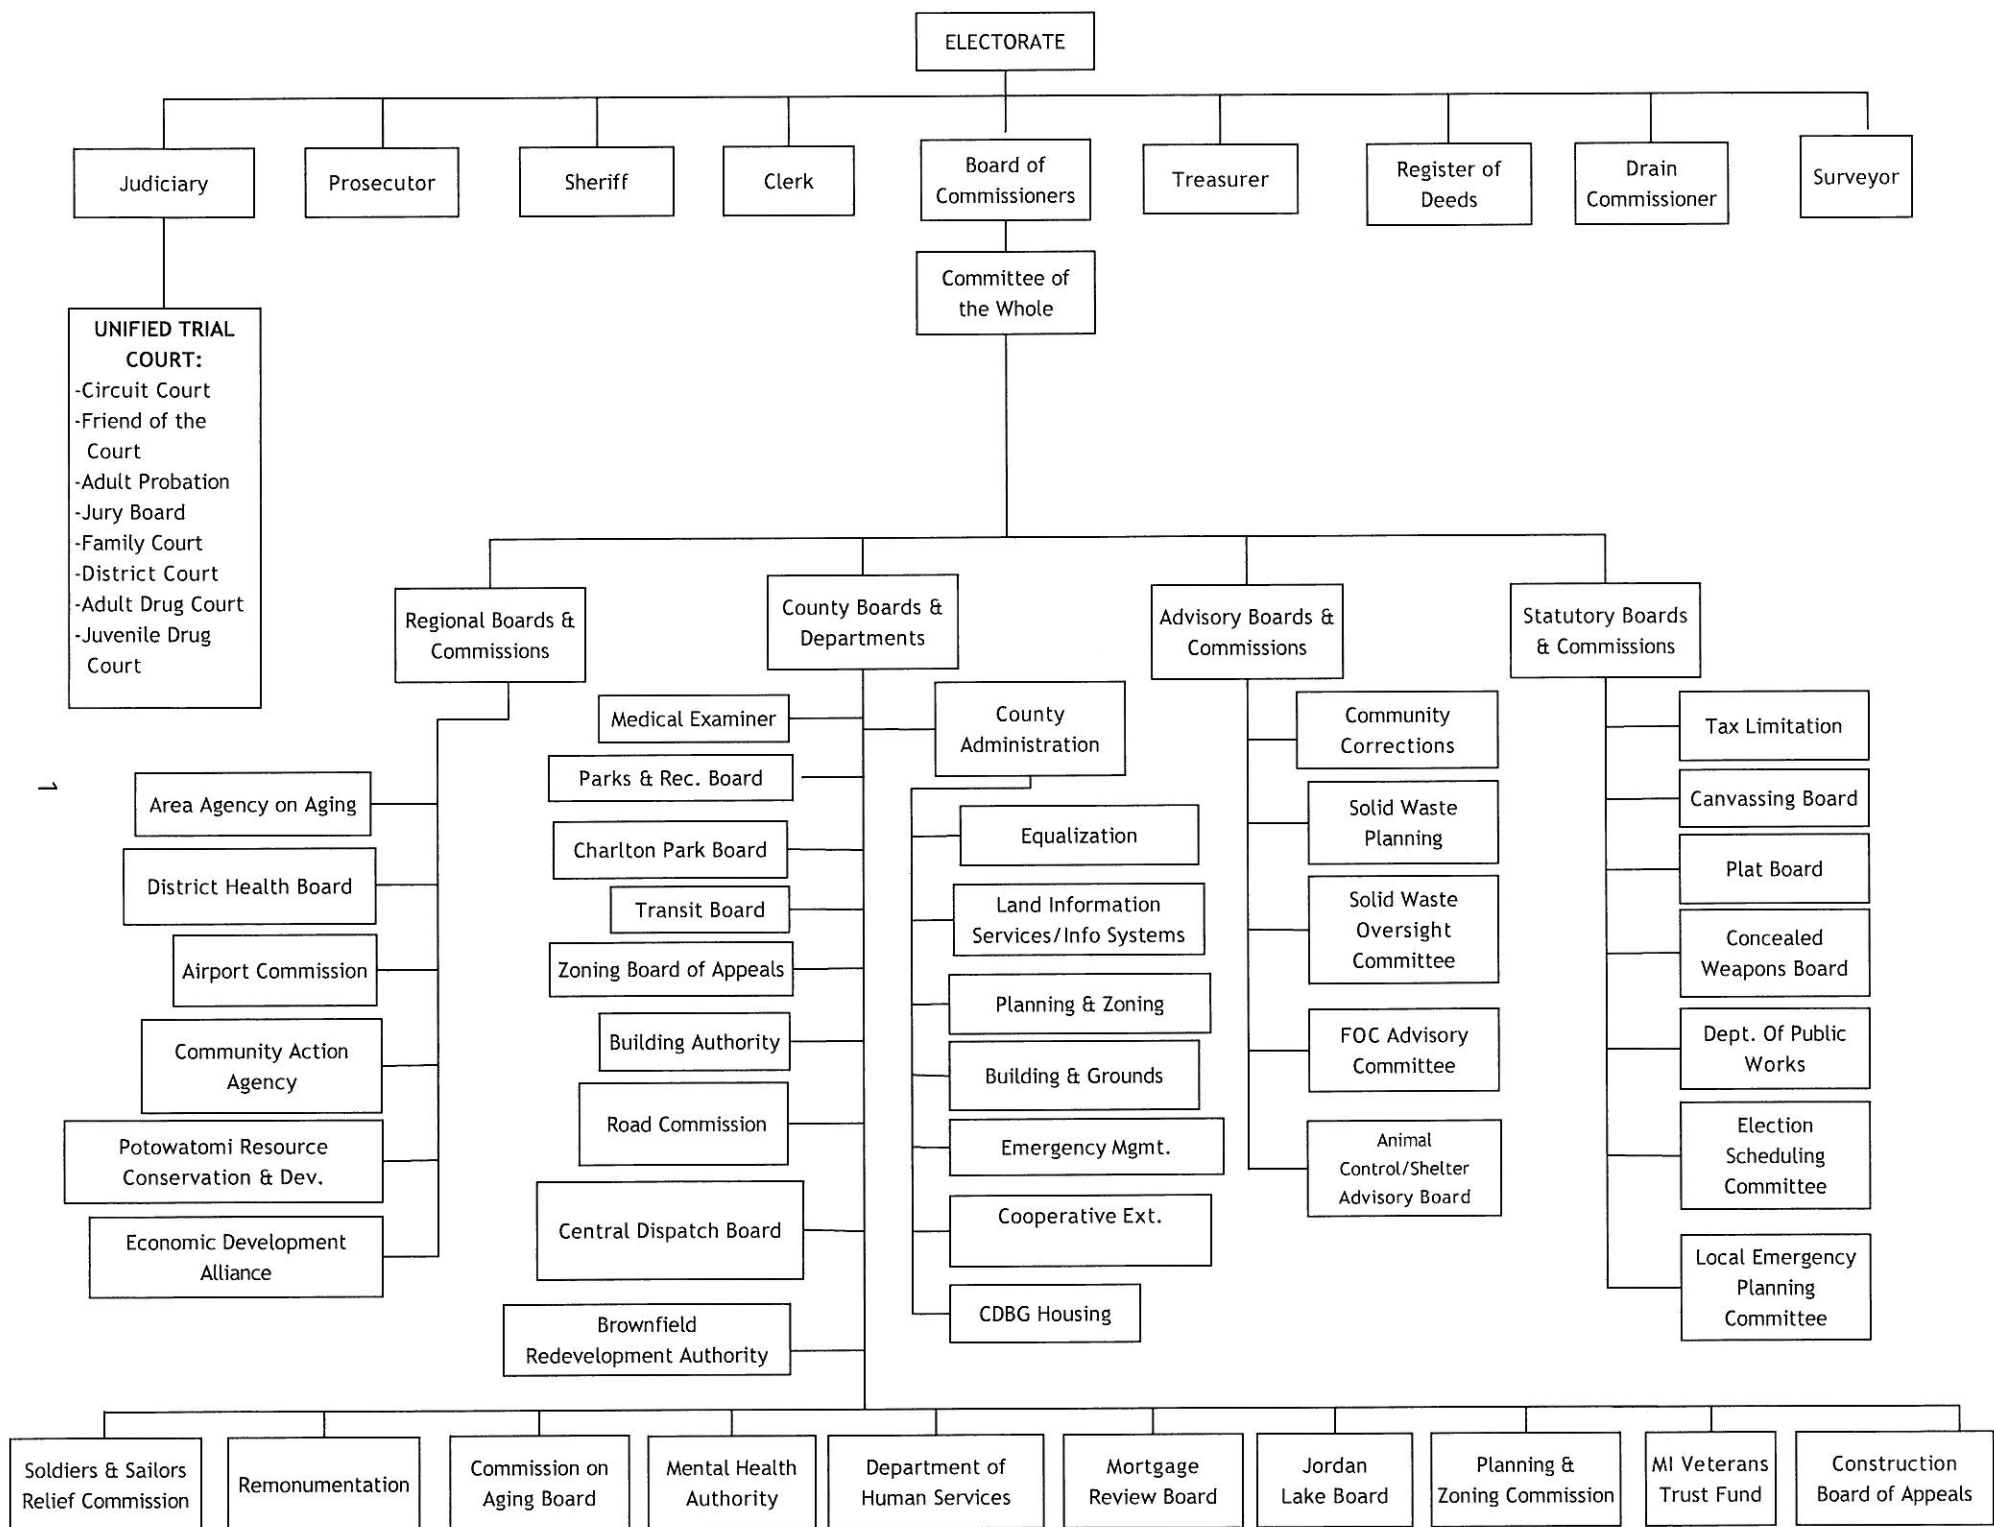 ELECTORATE
Judiciary
Prosecutor
Sheriff
Clerk
Board of
Commissioners
Treasurer
Register of
Deeds
Drain
Commissioner
Surveyor
Committee of
the Whole
UNIFIED TRIAL
COURT:
-Circuit Court
-Friend of the
Court
-Adult Probation
-Jury Board
-Family Court
-District Court
-Adult Drug Court
-Juvenile Drug
Court
Regional Boards &
Commissions
County Boards &
Departments
Advisory Boards &
Commissions
Statutory Boards
& Commissions
1
Area Agency on Aging
District Health Board
Airport Commission
Community Action
Agency
Potowatomi Resource
Conservation & Dev.
Economic Development
Alliance
Medical Examiner
Parks & Rec. Board
Charlton Park Board
Transit Board
Zoning Board of Appeals
Building Authority
Road Commission
Central Dispatch Board
Brownfield
Redevelopment Authority
County
Administration
Equalization
Land Information
Services/Info Systems
Planning & Zoning
Building & Grounds
Emergency Mgmt.
Cooperative Ext.
CDBG Housing
Community
Corrections
Solid Waste
Planning
Solid Waste
Oversight
Committee
FOC Advisory
Committee
Animal
Control/Shelter
Advisory Board
Tax Limitation
Canvassing Board
Plat Board
Concealed
Weapons Board
Dept. Of Public
Works
Election
Scheduling
Committee
Local Emergency
Planning
Committee
Soldiers & Sailors
Relief Commission
Remonumentation
Commission on
Aging Board
Mental Health
Authority
Department of
Human Services
Mortgage
Review Board
Jordan
Lake Board
Planning &
Zoning Commission
MI Veterans
Trust Fund
Construction
Board of Appeals